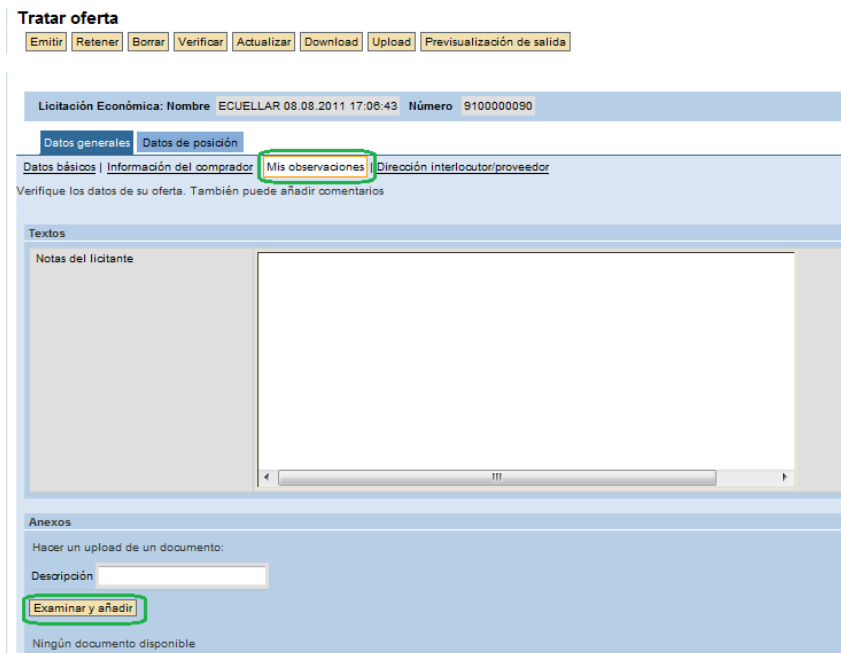 Tratar oferta
Emitir Retener Borrar Verificar Actualizar Download Upload Previsualización de salida
Licitación Económica: Nombre ECUELLAR 08.08.2011 17:06:43 Número 9100000090
Datos generales Datos de posición
Datos básicos | Información del comprador | Mis observaciones | Dirección interlocutor/proveedor
Verifique los datos de su oferta. También puede añadir comentarios
Textos
Notas del licitante
Anexos
Hacer un upload de un documento:
Descripción
Examinar y añadir
Ningún documento disponible